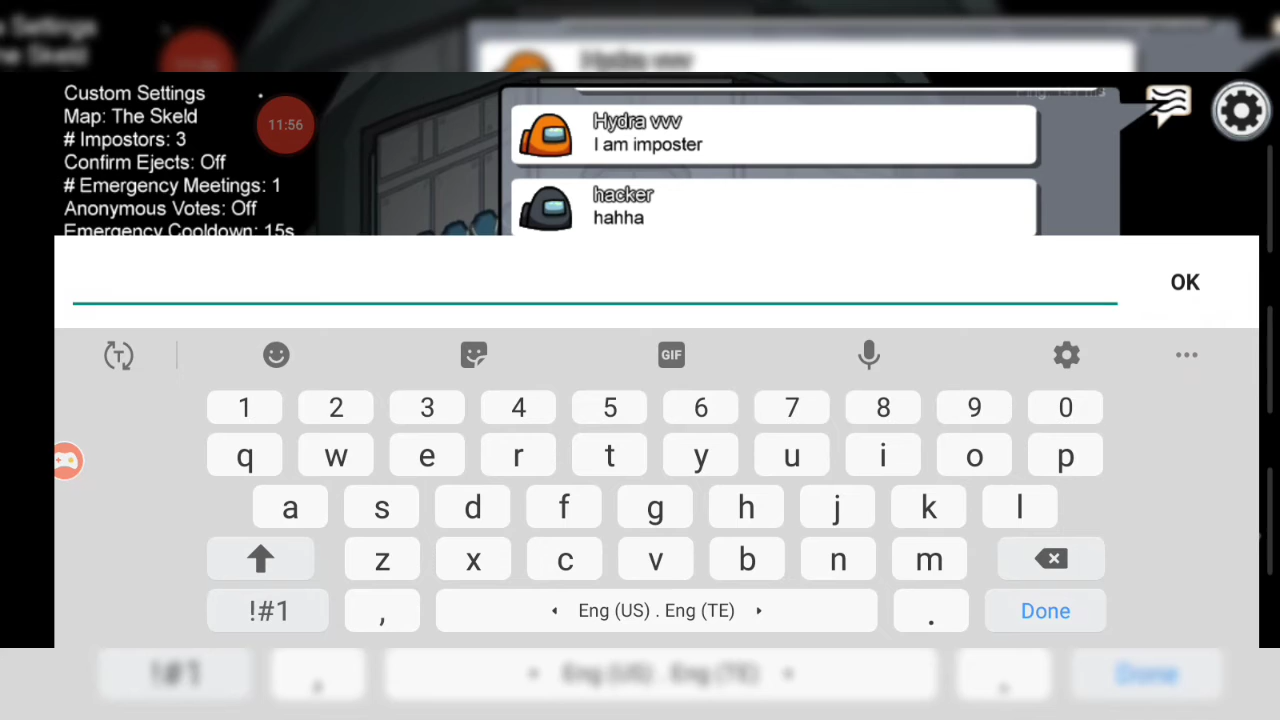 Custom Settings
Map: The Skeld
# Impostors: 3
Confirm Ejects: Off
# Emergency Meetings: 1
Anonymous Votes: Off
Emergency Cooldown: 15s
11:56
Hydra vvv
I am imposter
hacker
hahha
OK
GIF
1 2 3 4 5 6 7 8 9 0
q w e r t y u i o p
a s d f g h j k l
z x c v b n m
!#1 , Eng (US) . Eng (TE) . Done